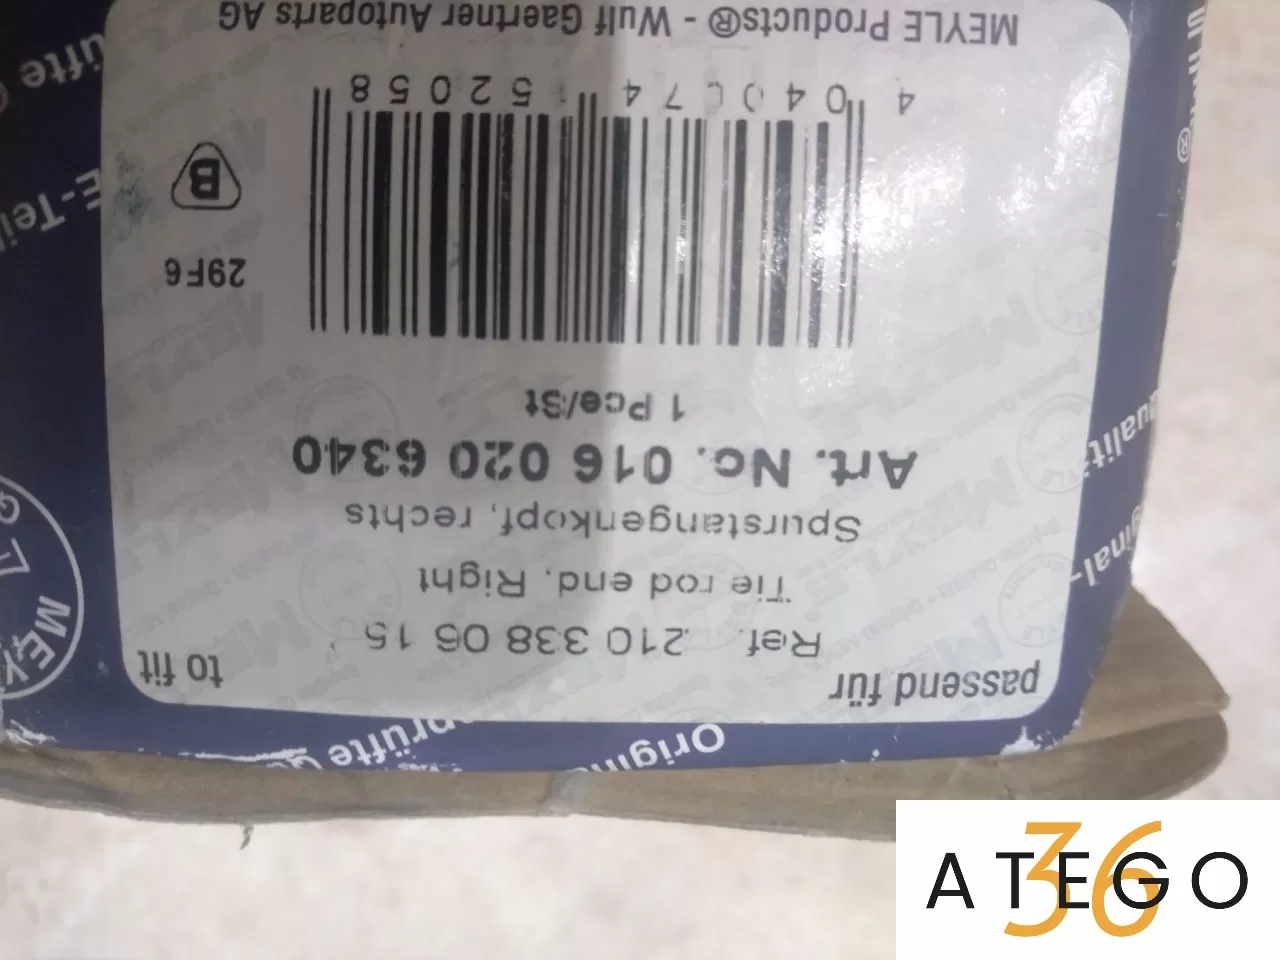 passend für
to fit
Ref. 210 338 06 15
Tie rod end, Right
Spurstangenkopf, rechts
Art. No. 016 020 6340
1 Pce/St
29F6
B
4 040074 152058
MEYLE Products® - Wulf Gaertner Autoparts AG
ATEGO
36